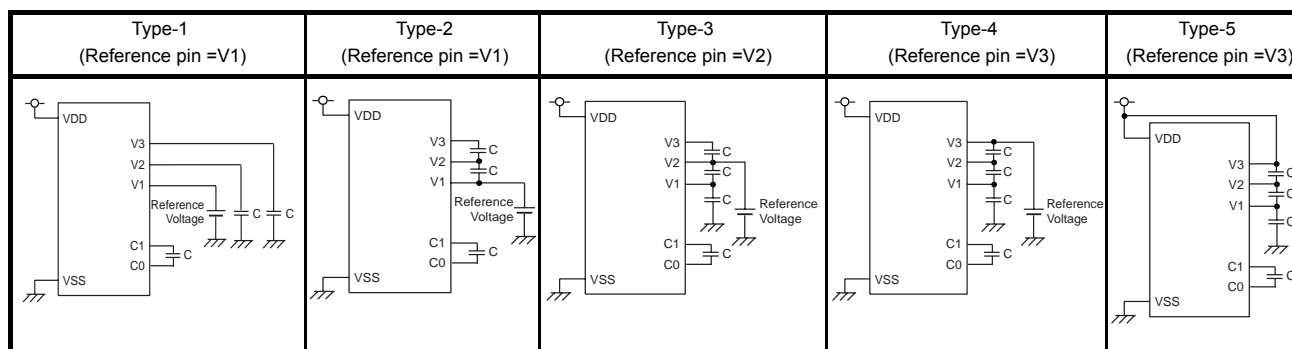 Type-1
(Reference pin =V1)
Type-2
(Reference pin =V1)
Type-3
(Reference pin =V2)
Type-4
(Reference pin =V3)
Type-5
(Reference pin =V3)
VDD
V3
V2
V1
Reference
Voltage
C
C
C1
C
C0
VSS
VDD
V3
C
V2
C
V1
Reference
Voltage
C1
C
C0
VSS
VDD
V3
C
V2
C
V1
C
Reference
Voltage
C1
C
C0
VSS
VDD
V3
C
V2
C
V1
C
Reference
Voltage
C1
C
C0
VSS
VDD
V3
C
V2
C
V1
C
C1
C
C0
VSS